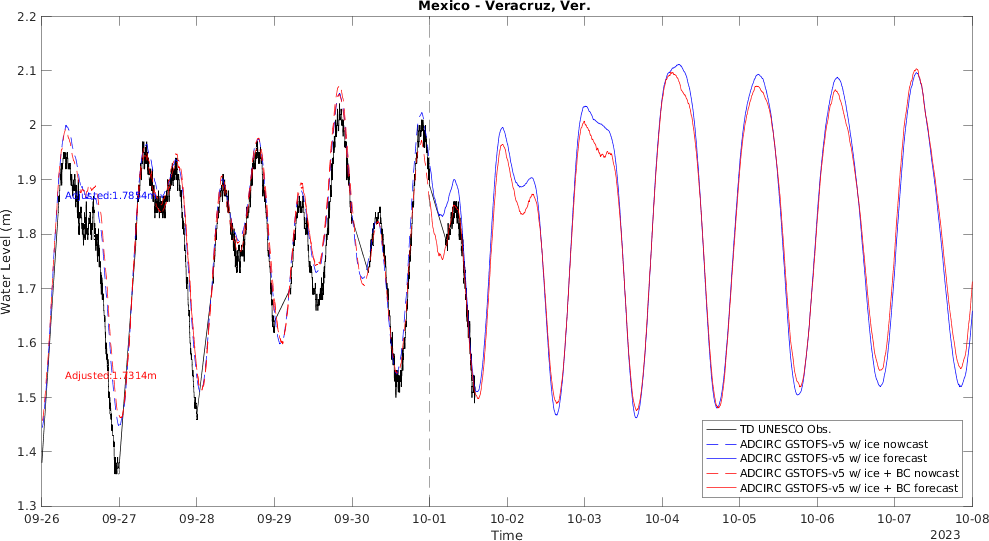 Mexico - Veracruz, Ver.
2.2
2.1
2
1.9
1.8
1.7
1.6
1.5
1.4
1.3
Water Level (m)
Adjusted:1.7854m
Adjusted:1.7314m
TD UNESCO Obs.
ADCIRC GSTOFS-v5 w/ ice nowcast
ADCIRC GSTOFS-v5 w/ ice forecast
ADCIRC GSTOFS-v5 w/ ice + BC nowcast
ADCIRC GSTOFS-v5 w/ ice + BC forecast
09-26 09-27 09-28 09-29 09-30 10-01 10-02 10-03 10-04 10-05 10-06 10-07 10-08
Time
2023